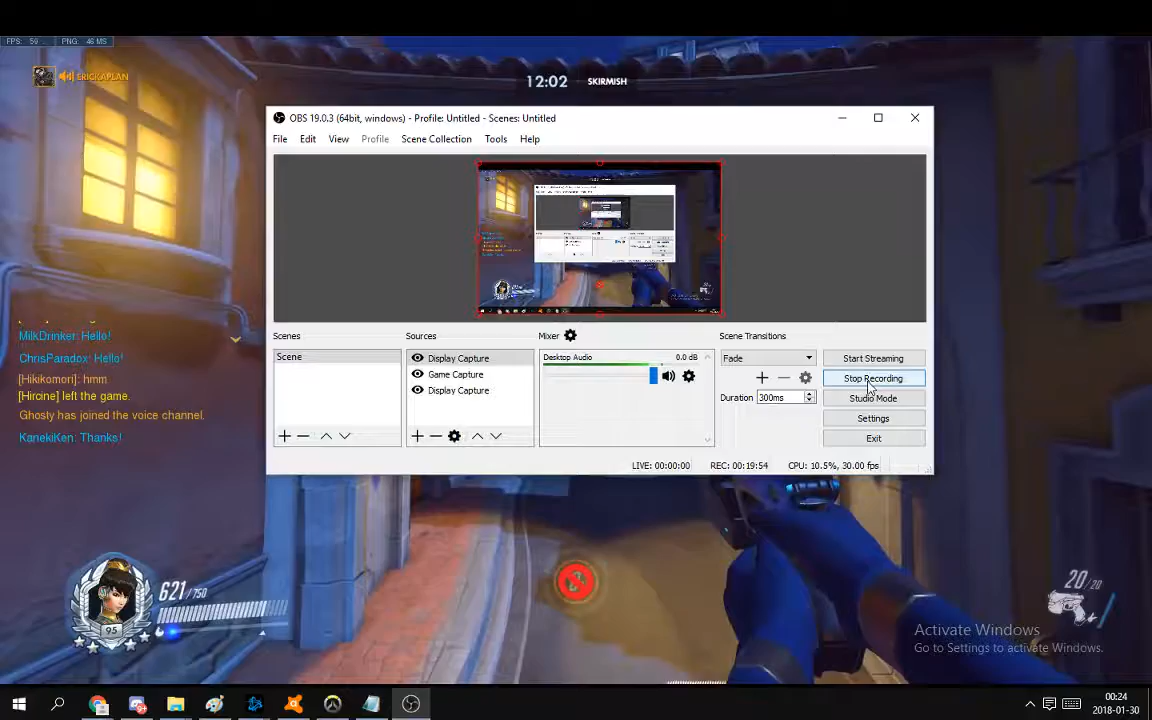 FPS: 59
PNG: 46 MS
ERICKAPLAN
12:02 SKIRMISH
OBS 19.0.3 (64bit, windows) - Profile: Untitled - Scenes: Untitled
File Edit View Profile Scene Collection Tools Help
Scenes Sources Mixer Scene Transitions
Scene
Display Capture
Game Capture
Display Capture
Desktop Audio 0.0 dB
Fade
Duration 300ms
Start Streaming
Stop Recording
Studio Mode
Settings
Exit
LIVE: 00:00:00 REC: 00:19:54 CPU: 10.5%, 30.00 fps
MilkDrinker: Hello!
ChrisParadox: Hello!
[Hikikomori]: hmm
[Hircine] left the game.
Ghosty has joined the voice channel.
KanekiKen: Thanks!
621/750
95
20/20
Activate Windows
Go to Settings to activate Windows.
00:24
2018-01-30